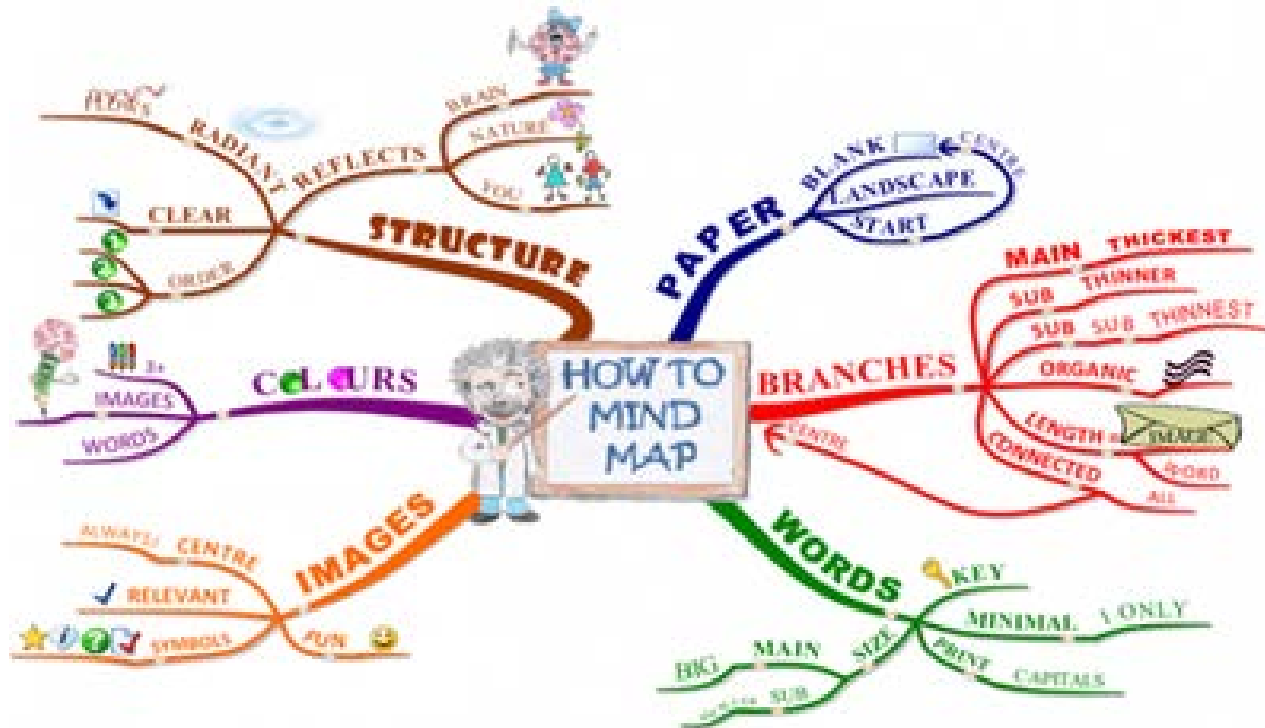 HOW TO
MIND
MAP
PAPER
BLANK
CENTRE
LANDSCAPE
START
BRANCHES
MAIN THICKEST
SUB THINNER
SUB SUB THINNEST
ORGANIC
LENGTH =
IMAGE
WORD
CONNECTED
ALL
CENTRE
WORDS
KEY
MINIMAL
ONLY
PRINT
CAPITALS
SIZE
MAIN
BIG
SUB
IMAGES
ALWAYS!
CENTRE
RELEVANT
SYMBOLS
FUN
COLOURS
3+
IMAGES
WORDS
STRUCTURE
RADIANT
REFLECTS
BRAIN
NATURE
YOU
CLEAR
ORDER